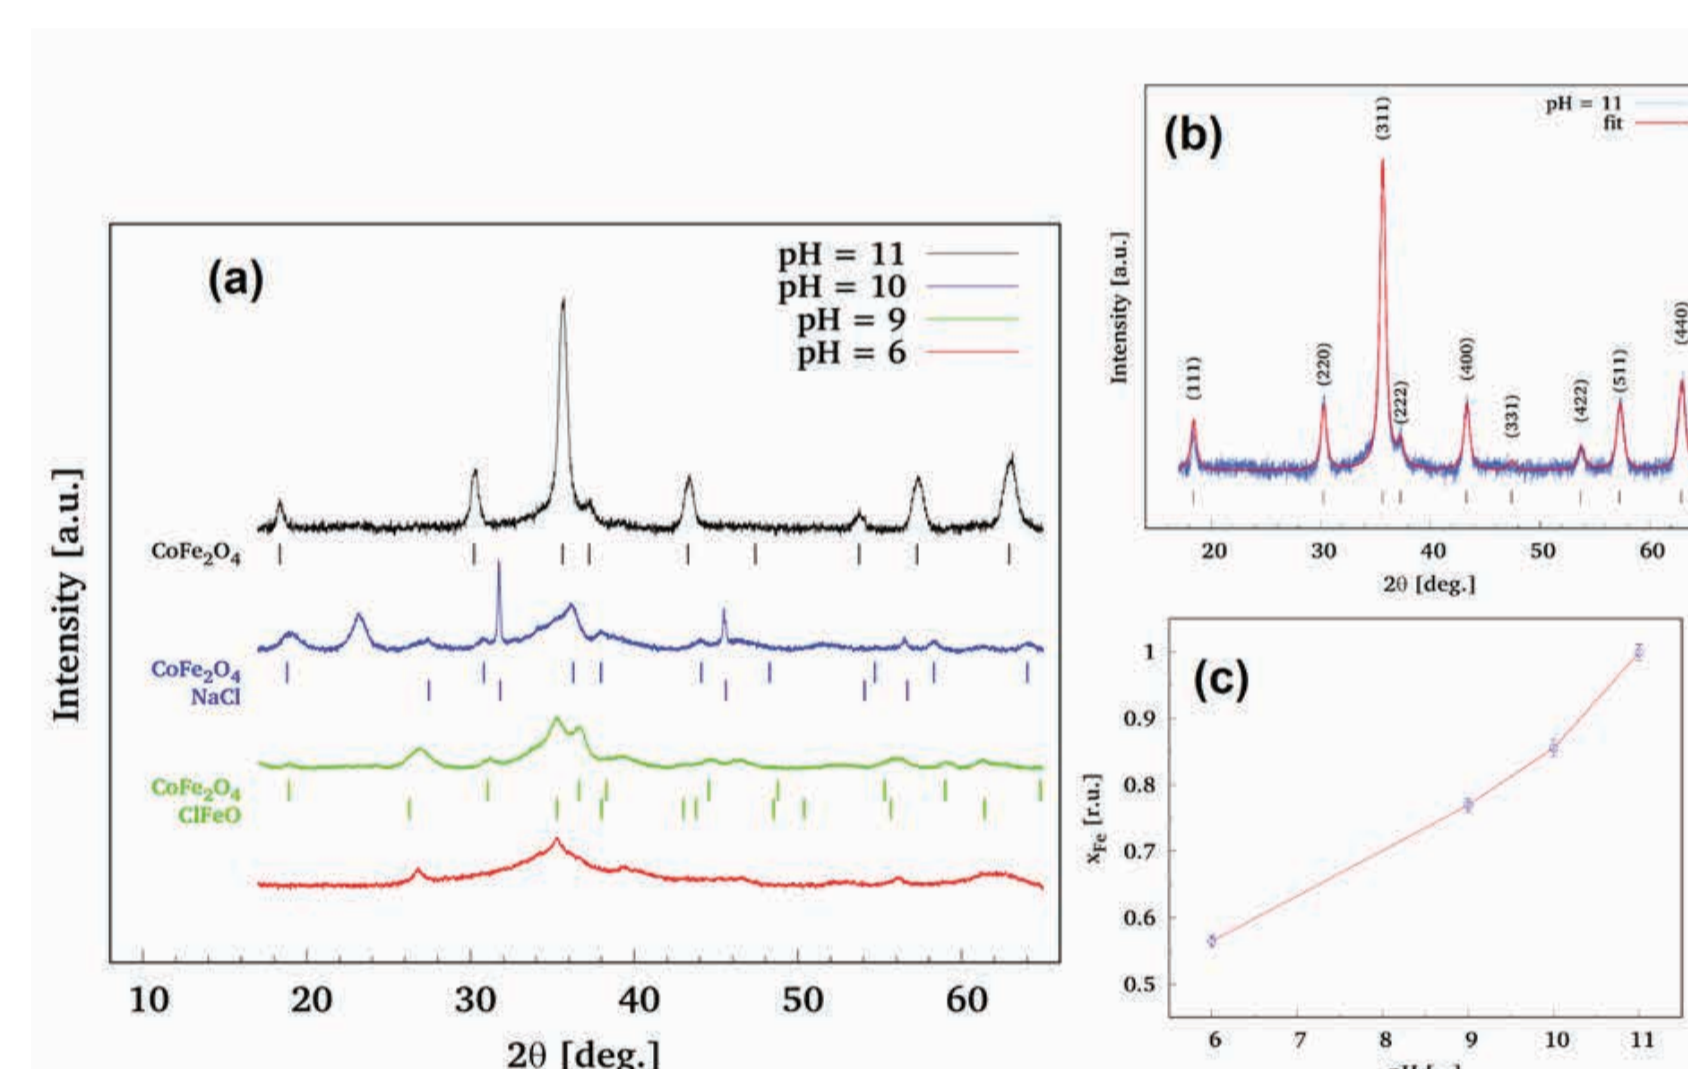 (a)
pH = 11
pH = 10
pH = 9
pH = 6
Intensity [a.u.]
CoFe₂O₄
CoFe₂O₄
NaCl
CoFe₂O₄
ClFeO
10 20 30 40 50 60
2θ [deg.]
(b)
pH = 11
fit
Intensity [a.u.]
(111) (220) (311) (222) (400) (331) (422) (511) (440)
20 30 40 50 60
2θ [deg.]
(c)
x_Fe [r.u.]
1
0.9
0.8
0.7
0.6
0.5
6 7 8 9 10 11